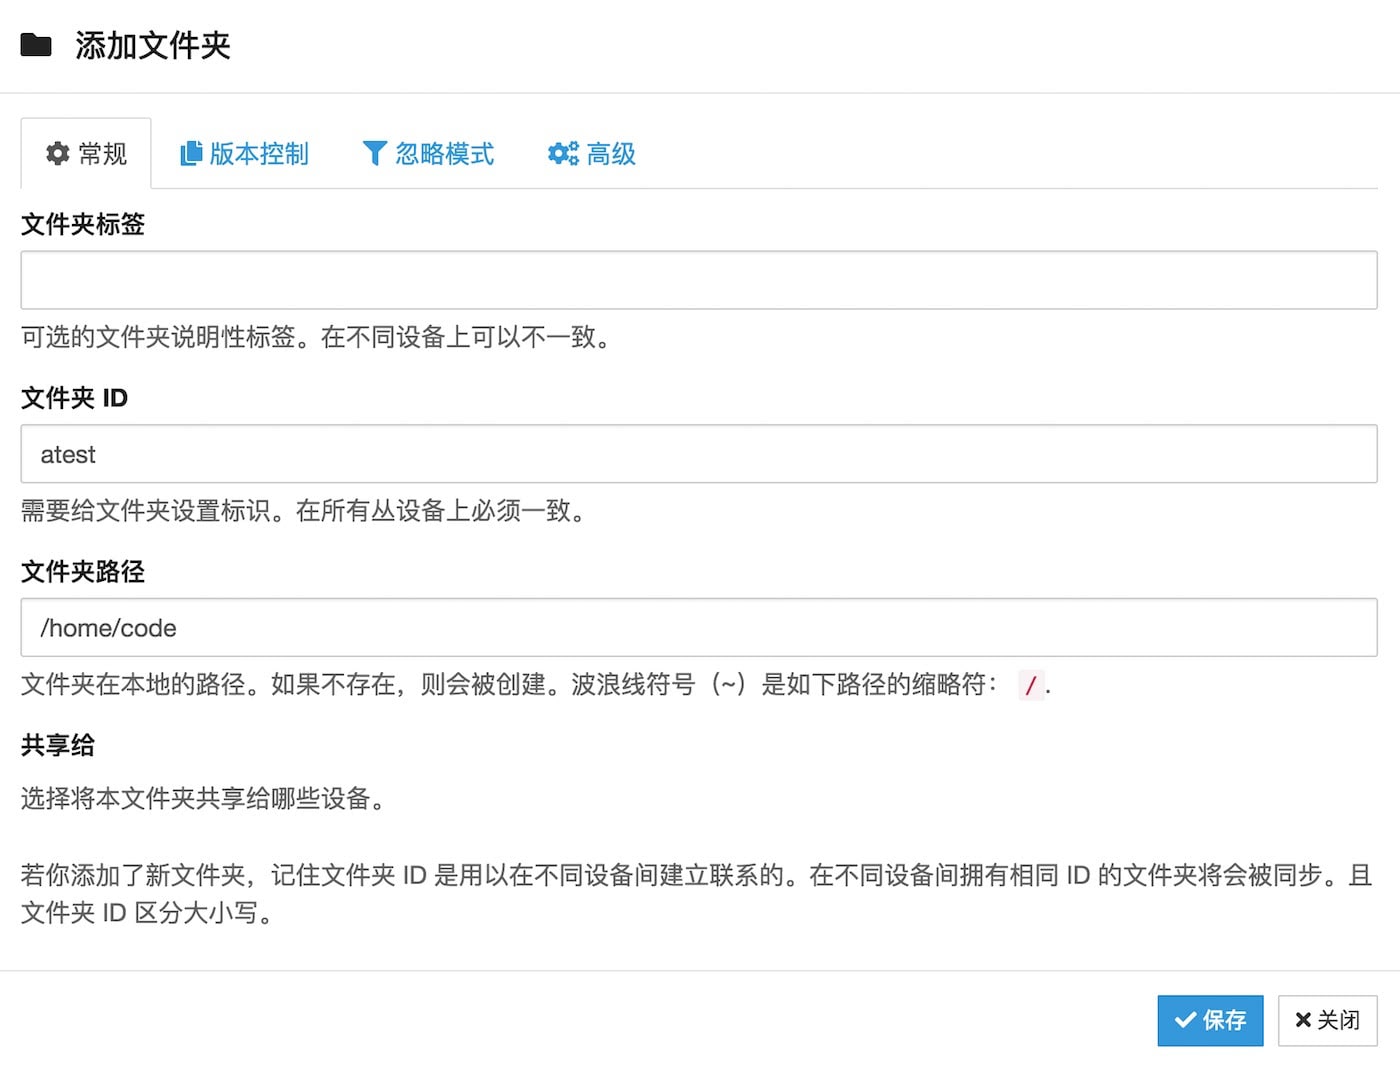 添加文件夹
常规 版本控制 忽略模式 高级
文件夹标签
可选的文件夹说明性标签。在不同设备上可以不一致。
文件夹 ID
atest
需要给文件夹设置标识。在所有丛设备上必须一致。
文件夹路径
/home/code
文件夹在本地的路径。如果不存在，则会被创建。波浪线符号（~）是如下路径的缩略符： /.
共享给
选择将本文件夹共享给哪些设备。
若你添加了新文件夹，记住文件夹 ID 是用以在不同设备间建立联系的。在不同设备间拥有相同 ID 的文件夹将会被同步。且
文件夹 ID 区分大小写。
保存 关闭